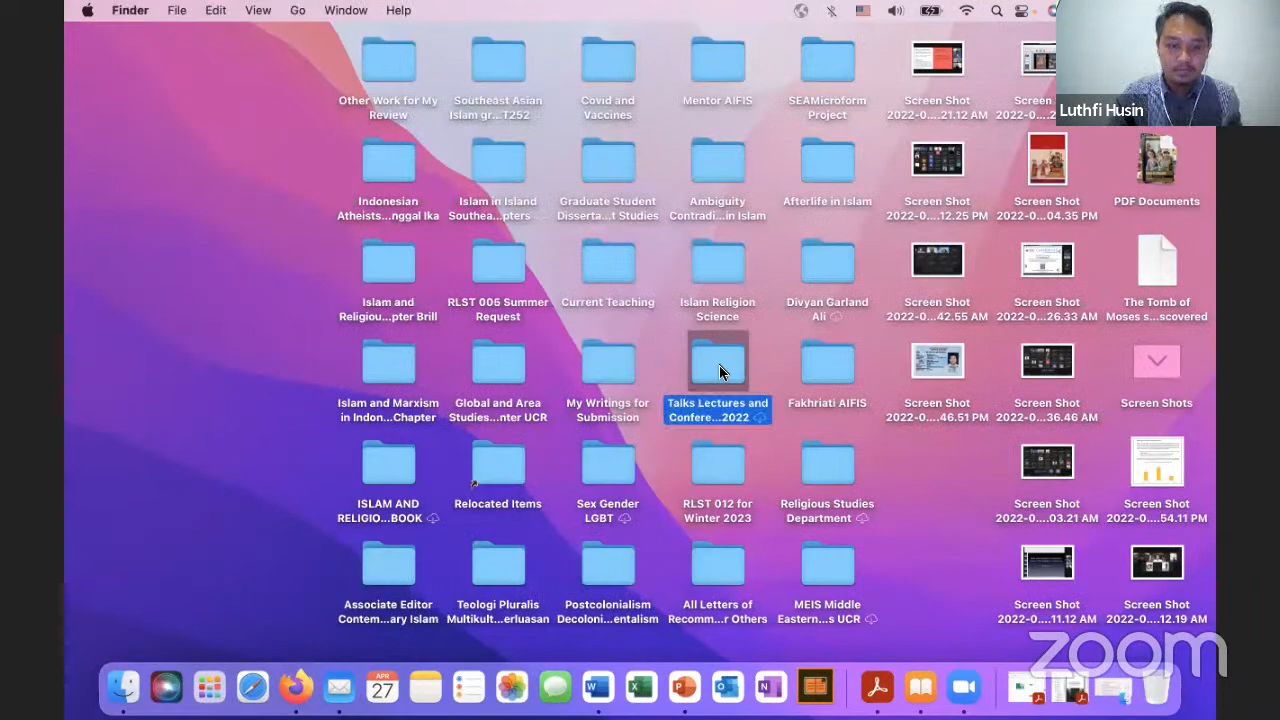 Finder File Edit View Go Window Help
Luthfi Husin
Other Work for My
Review
Southeast Asian
Islam gr...T252
Covid and
Vaccines
Mentor AIFIS
SEAMicroform
Project
Screen Shot
2022-0....21.12 AM
Screen
2022-0
Indonesian
Atheists...nggal Ika
Islam in Island
Southea...pters
Graduate Student
Disserta...t Studies
Ambiguity
Contradi...in Islam
Afterlife in Islam
Screen Shot
2022-0....12.25 PM
Screen Shot
2022-0....04.35 PM
PDF Documents
Islam and
Religiou...pter Brill
RLST 006 Summer
Request
Current Teaching
Islam Religion
Science
Divyan Garland
Ali
Screen Shot
2022-0....42.55 AM
Screen Shot
2022-0....26.33 AM
The Tomb of
Moses s...scovered
Islam and Marxism
in Indon...Chapter
Global and Area
Studies...nter UCR
My Writings for
Submission
Talks Lectures and
Confere...2022
Fakhriati AIFIS
Screen Shot
2022-0....46.51 PM
Screen Shot
2022-0....36.46 AM
Screen Shots
ISLAM AND
RELIGIO...BOOK
Relocated Items
Sex Gender
LGBT
RLST 012 for
Winter 2023
Religious Studies
Department
Screen Shot
2022-0....03.21 AM
Screen Shot
2022-0....54.11 PM
Associate Editor
Contem...ary Islam
Teologi Pluralis
Multikult...erluasan
Postcolonialism
Decoloni...entalism
All Letters of
Recomm...r Others
MEIS Middle
Eastern...s UCR
Screen Shot
2022-0....11.12 AM
Screen Shot
2022-0....12.19 AM
zoom
APR
27